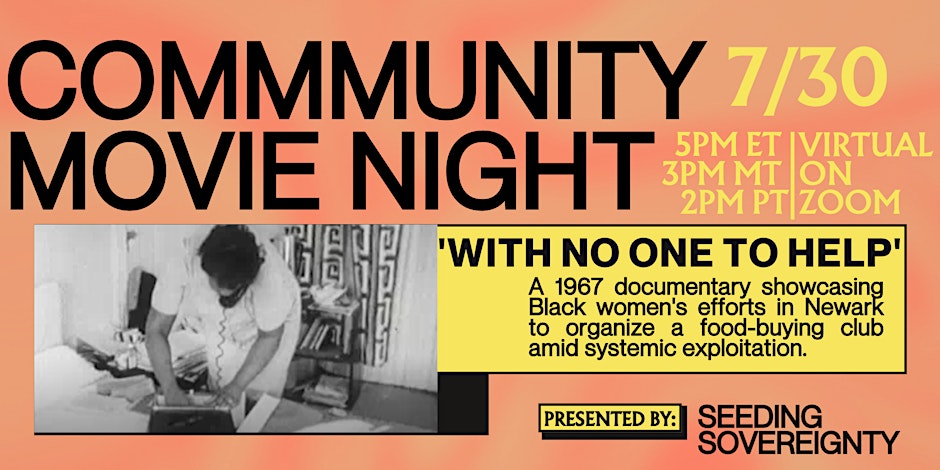 COMMMUNITY
MOVIE NIGHT
7/30
5PM ET
3PM MT
2PM PT
VIRTUAL
ON
ZOOM
'WITH NO ONE TO HELP'
A 1967 documentary showcasing
Black women's efforts in Newark
to organize a food-buying club
amid systemic exploitation.
PRESENTED BY:
SEEDING
SOVEREIGNTY